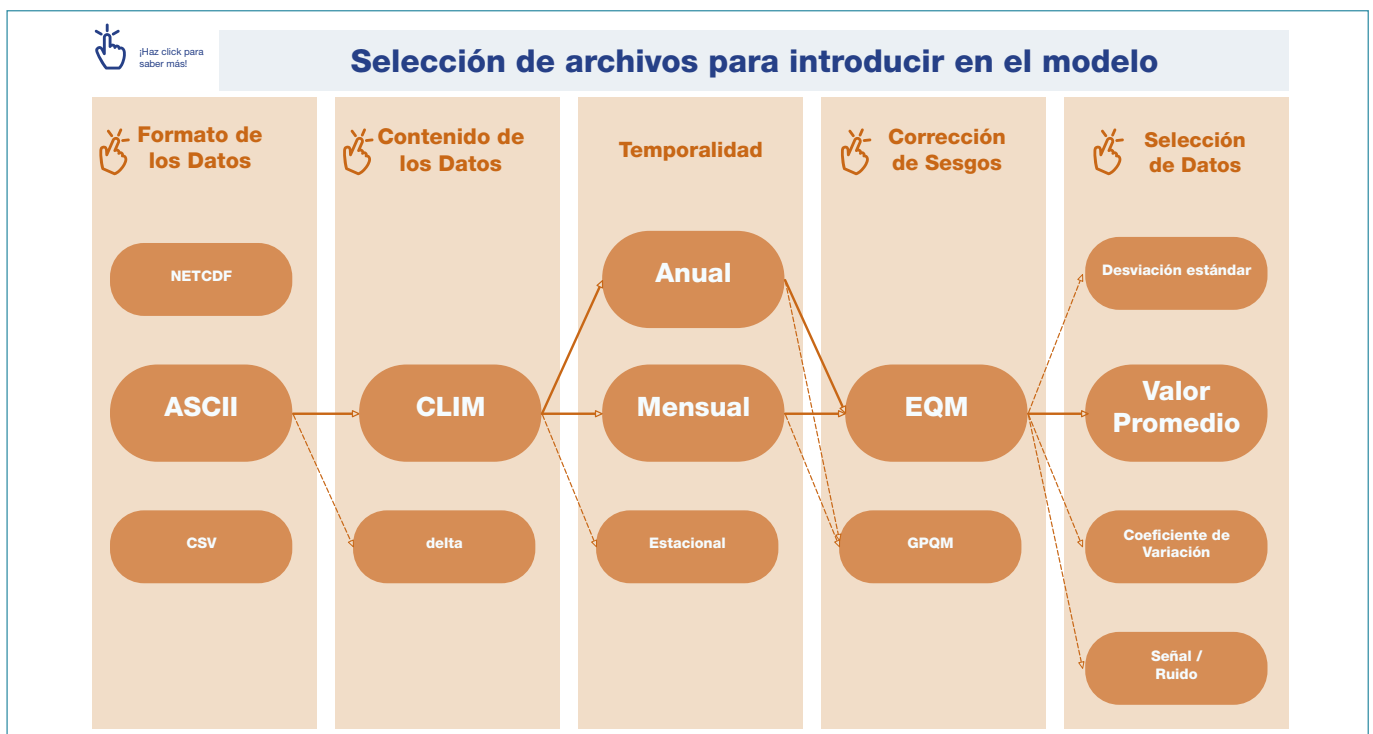 ¡Haz click para
saber más!
Selección de archivos para introducir en el modelo
Formato de
los Datos
Contenido de
los Datos
Temporalidad
Corrección
de Sesgos
Selección
de Datos
NETCDF
ASCII
CSV
CLIM
delta
Anual
Mensual
Estacional
EQM
GPQM
Desviación estándar
Valor
Promedio
Coeficiente de
Variación
Señal /
Ruido